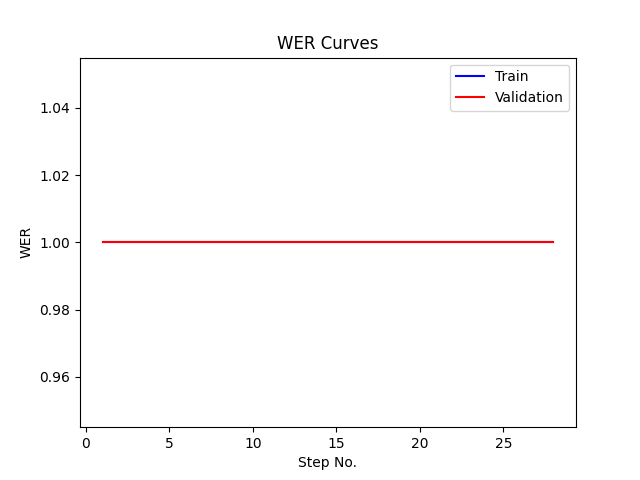 WER Curves
Train
Validation
1.04
1.02
1.00
0.98
0.96
WER
0 5 10 15 20 25
Step No.